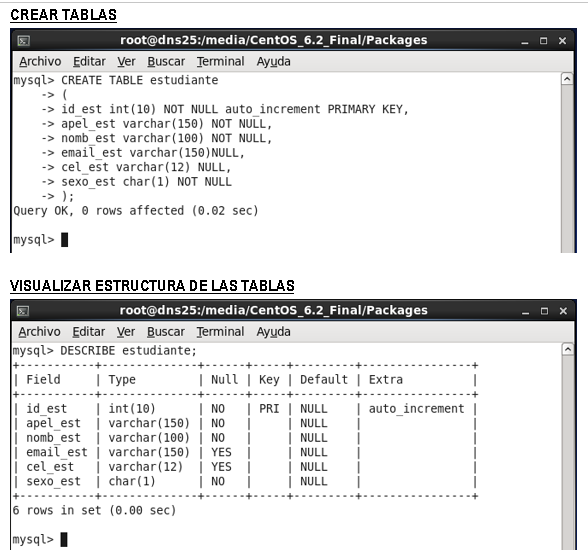 CREAR TABLAS
root@dns25:/media/CentOS_6.2_Final/Packages
Archivo Editar Ver Buscar Terminal Ayuda
mysql> CREATE TABLE estudiante
    -> (
    -> id_est int(10) NOT NULL auto_increment PRIMARY KEY,
    -> apel_est varchar(150) NOT NULL,
    -> nomb_est varchar(100) NOT NULL,
    -> email_est varchar(150)NULL,
    -> cel_est varchar(12) NULL,
    -> sexo_est char(1) NOT NULL
    -> );
Query OK, 0 rows affected (0.02 sec)
mysql>
VISUALIZAR ESTRUCTURA DE LAS TABLAS
root@dns25:/media/CentOS_6.2_Final/Packages
Archivo Editar Ver Buscar Terminal Ayuda
mysql> DESCRIBE estudiante;
+-----------+--------------+------+-----+---------+----------------+
| Field     | Type         | Null | Key | Default | Extra          |
+-----------+--------------+------+-----+---------+----------------+
| id_est    | int(10)      | NO   | PRI | NULL    | auto_increment |
| apel_est  | varchar(150) | NO   |     | NULL    |                |
| nomb_est  | varchar(100) | NO   |     | NULL    |                |
| email_est | varchar(150) | YES  |     | NULL    |                |
| cel_est   | varchar(12)  | YES  |     | NULL    |                |
| sexo_est  | char(1)      | NO   |     | NULL    |                |
+-----------+--------------+------+-----+---------+----------------+
6 rows in set (0.00 sec)
mysql>